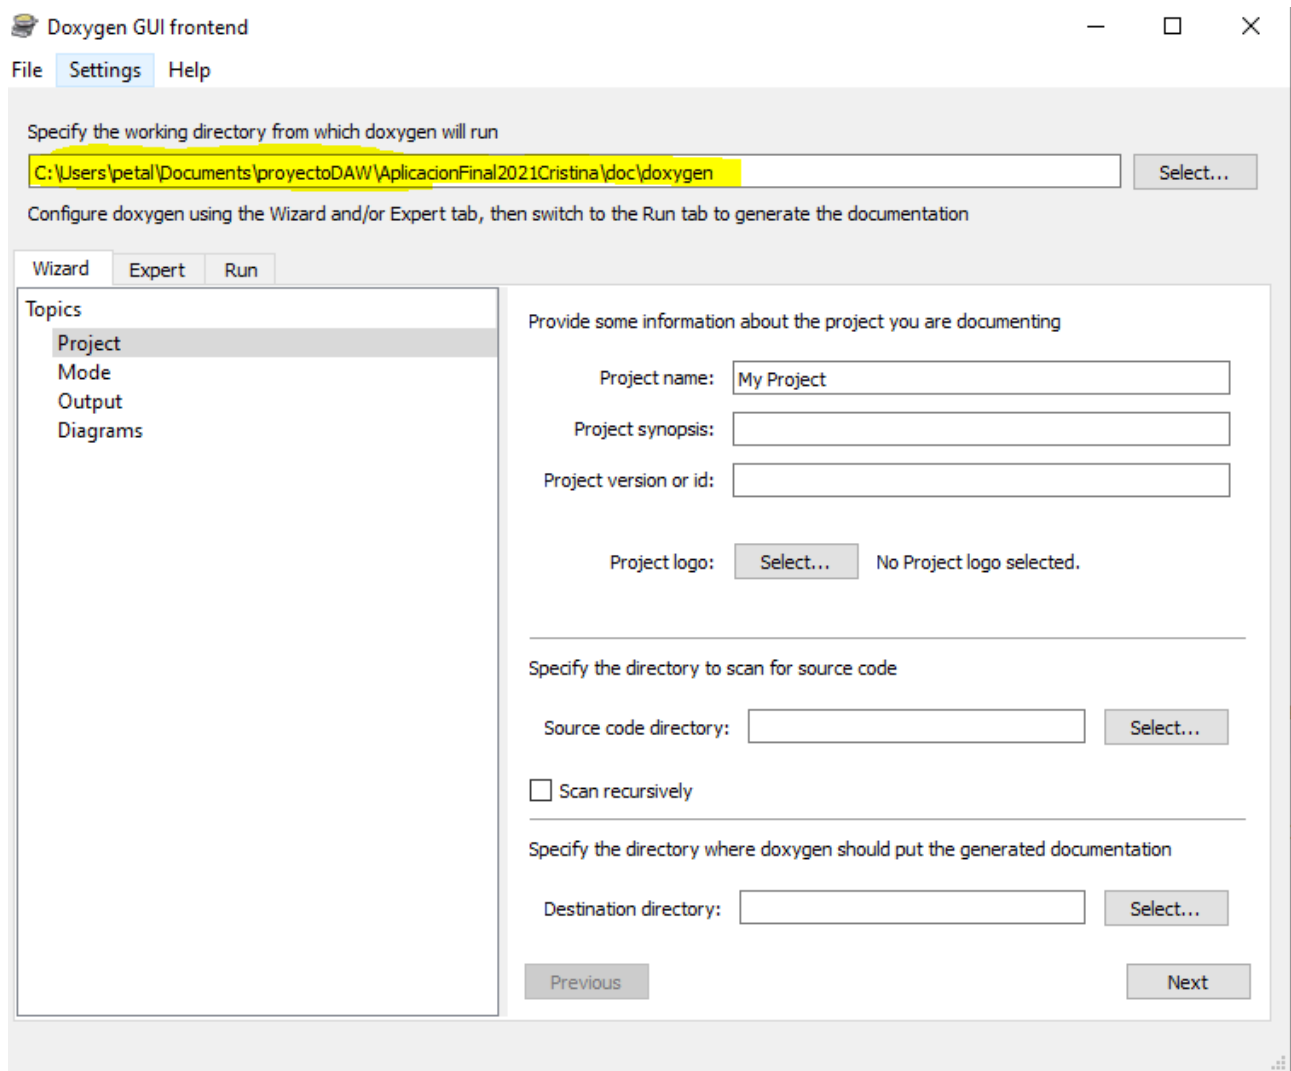 Doxygen GUI frontend
File Settings Help
Specify the working directory from which doxygen will run
C:\Users\petal\Documents\proyectoDAW\AplicacionFinal2021Cristina\doc\doxygen Select...
Configure doxygen using the Wizard and/or Expert tab, then switch to the Run tab to generate the documentation
Wizard Expert Run
Topics
Project
Mode
Output
Diagrams
Provide some information about the project you are documenting
Project name: My Project
Project synopsis:
Project version or id:
Project logo: Select... No Project logo selected.
Specify the directory to scan for source code
Source code directory: Select...
Scan recursively
Specify the directory where doxygen should put the generated documentation
Destination directory: Select...
Previous Next